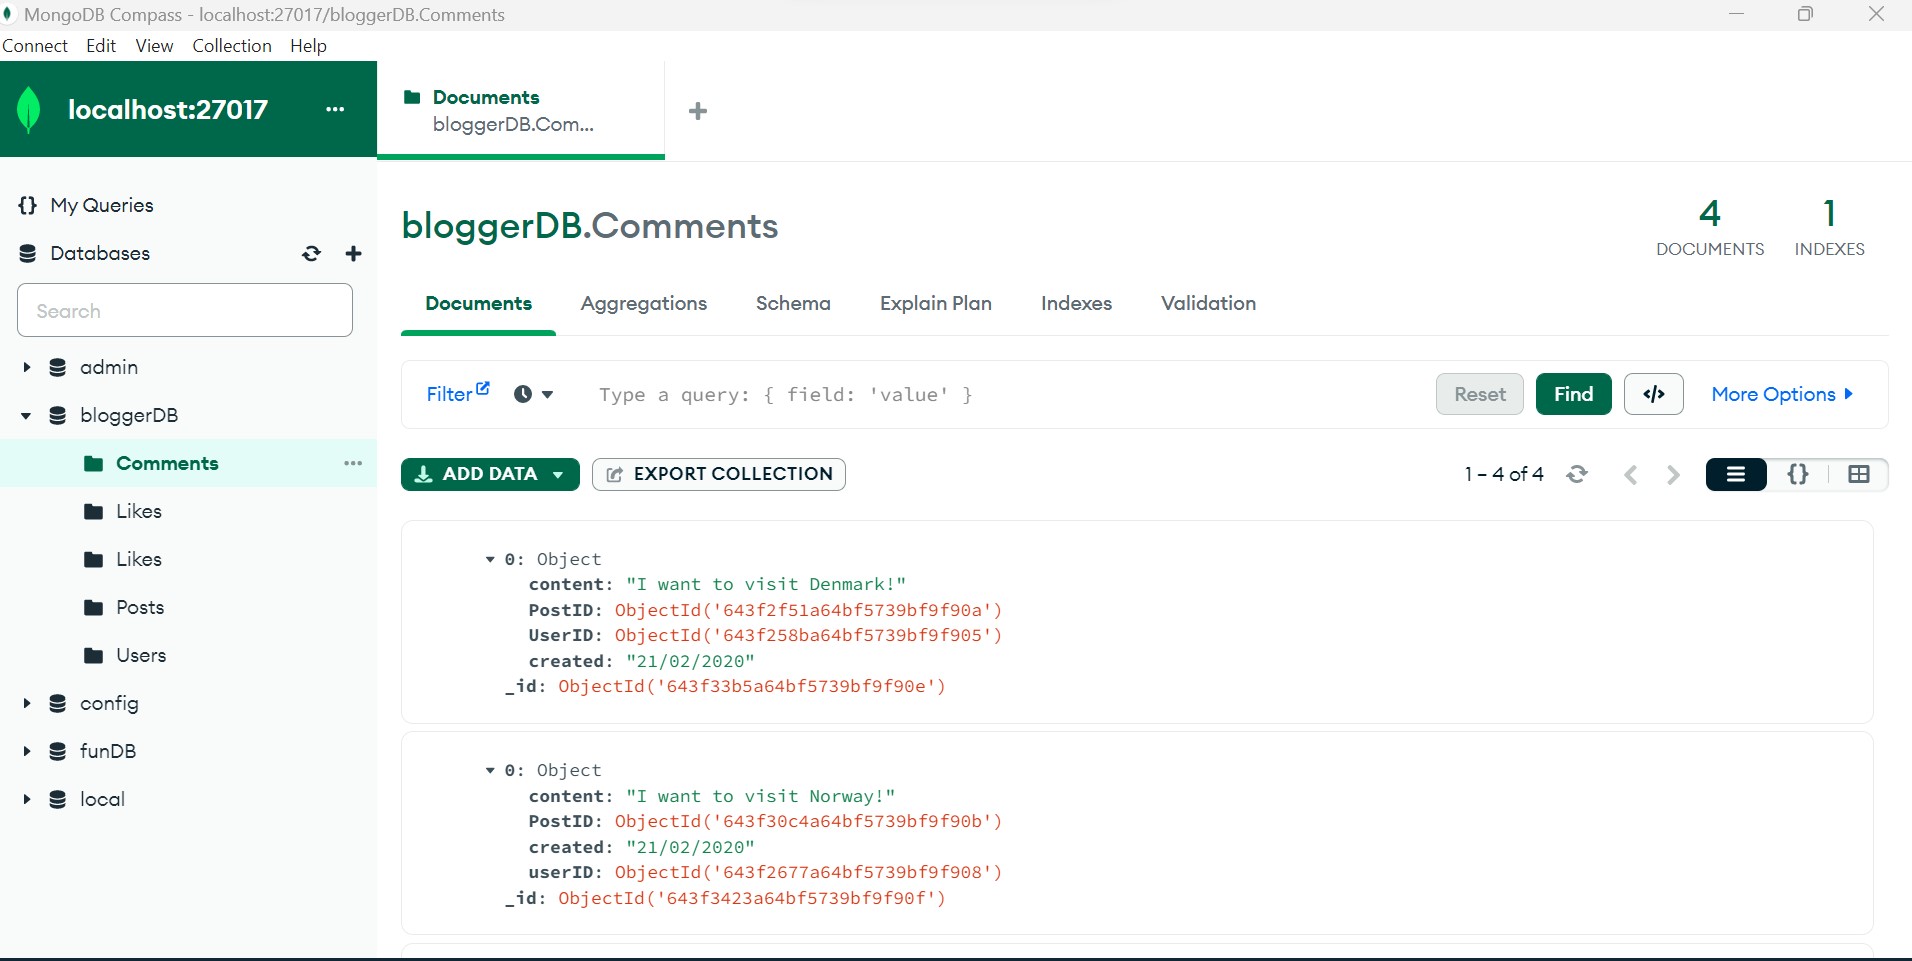 MongoDB Compass - localhost:27017/bloggerDB.Comments
Connect Edit View Collection Help
localhost:27017 ...
Documents
bloggerDB.Com...
{} My Queries
Databases
Search
admin
bloggerDB
Comments ...
Likes
Likes
Posts
Users
config
funDB
local
bloggerDB.Comments
4 1
DOCUMENTS INDEXES
Documents Aggregations Schema Explain Plan Indexes Validation
Filter Type a query: { field: 'value' } Reset Find </> More Options
ADD DATA EXPORT COLLECTION 1 – 4 of 4 {}
0: Object
content: "I want to visit Denmark!"
PostID: ObjectId('643f2f51a64bf5739bf9f90a')
UserID: ObjectId('643f258ba64bf5739bf9f905')
created: "21/02/2020"
_id: ObjectId('643f33b5a64bf5739bf9f90e')
0: Object
content: "I want to visit Norway!"
PostID: ObjectId('643f30c4a64bf5739bf9f90b')
created: "21/02/2020"
userID: ObjectId('643f2677a64bf5739bf9f908')
_id: ObjectId('643f3423a64bf5739bf9f90f')